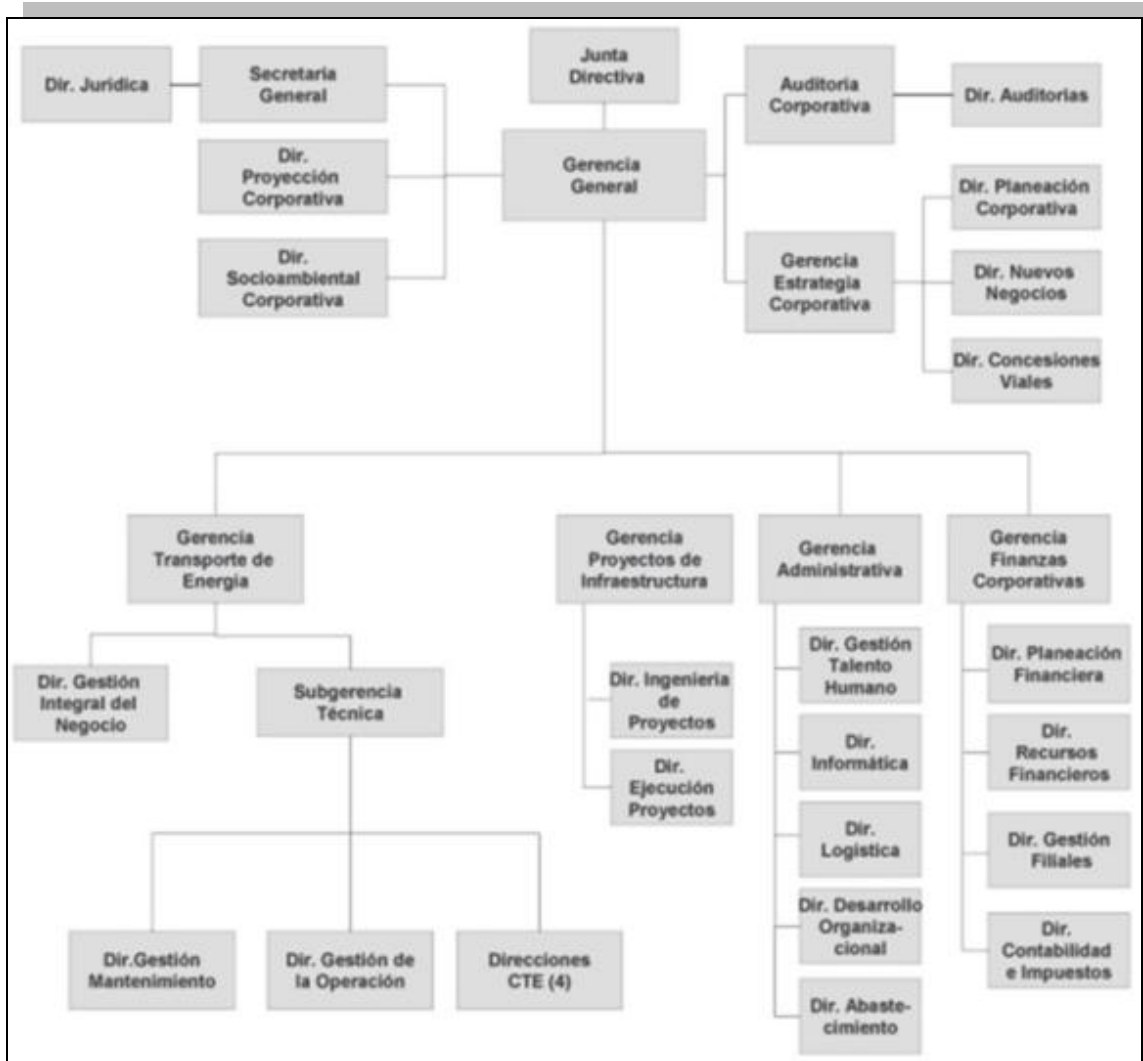 Junta
Directiva
Dir. Jurídica
Secretaría
General
Auditoría
Corporativa
Dir. Auditorías
Dir.
Proyección
Corporativa
Gerencia
General
Dir. Planeación
Corporativa
Dir.
Socioambiental
Corporativa
Gerencia
Estrategia
Corporativa
Dir. Nuevos
Negocios
Dir. Concesiones
Viales
Gerencia
Transporte de
Energía
Gerencia
Proyectos de
Infraestructura
Gerencia
Administrativa
Gerencia
Finanzas
Corporativas
Dir. Gestión
Integral del
Negocio
Subgerencia
Técnica
Dir.Gestión
Mantenimiento
Dir. Gestión de
la Operación
Direcciones
CTE (4)
Dir. Ingeniería
de
Proyectos
Dir.
Ejecución
Proyectos
Dir. Gestión
Talento
Humano
Dir.
Informática
Dir.
Logística
Dir. Desarrollo
Organiza-
cional
Dir. Abaste-
cimiento
Dir. Planeación
Financiera
Dir.
Recursos
Financieros
Dir. Gestión
Filiales
Dir.
Contabilidad
e Impuestos